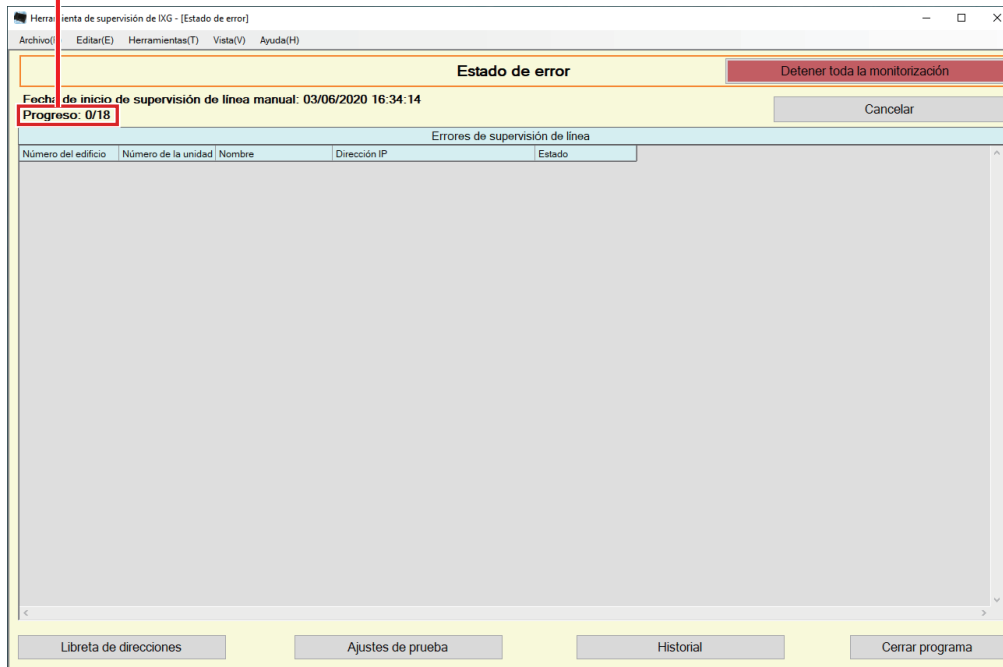 Herramienta de supervisión de IXG - [Estado de error]
Editar(E) Herramientas(T) Vista(V) Ayuda(H)
Estado de error
Detener toda la monitorización
Fecha de inicio de supervisión de línea manual: 03/06/2020 16:34:14
Progreso: 0/18
Cancelar
Errores de supervisión de línea
Número del edificio Número de la unidad Nombre Dirección IP Estado
Libreta de direcciones Ajustes de prueba Historial Cerrar programa